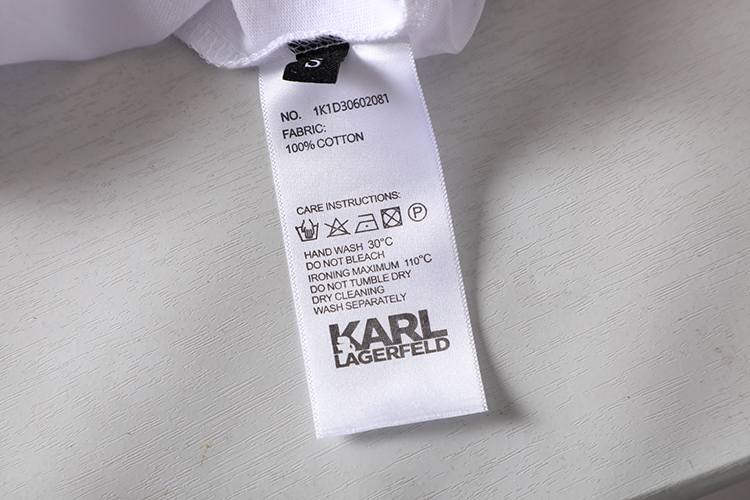 NO. 1K1D30602081
FABRIC:
100% COTTON
CARE INSTRUCTIONS:
P
HAND WASH 30°C
DO NOT BLEACH
IRONING MAXIMUM 110°C
DO NOT TUMBLE DRY
DRY CLEANING
WASH SEPARATELY
KARL
LAGERFELD